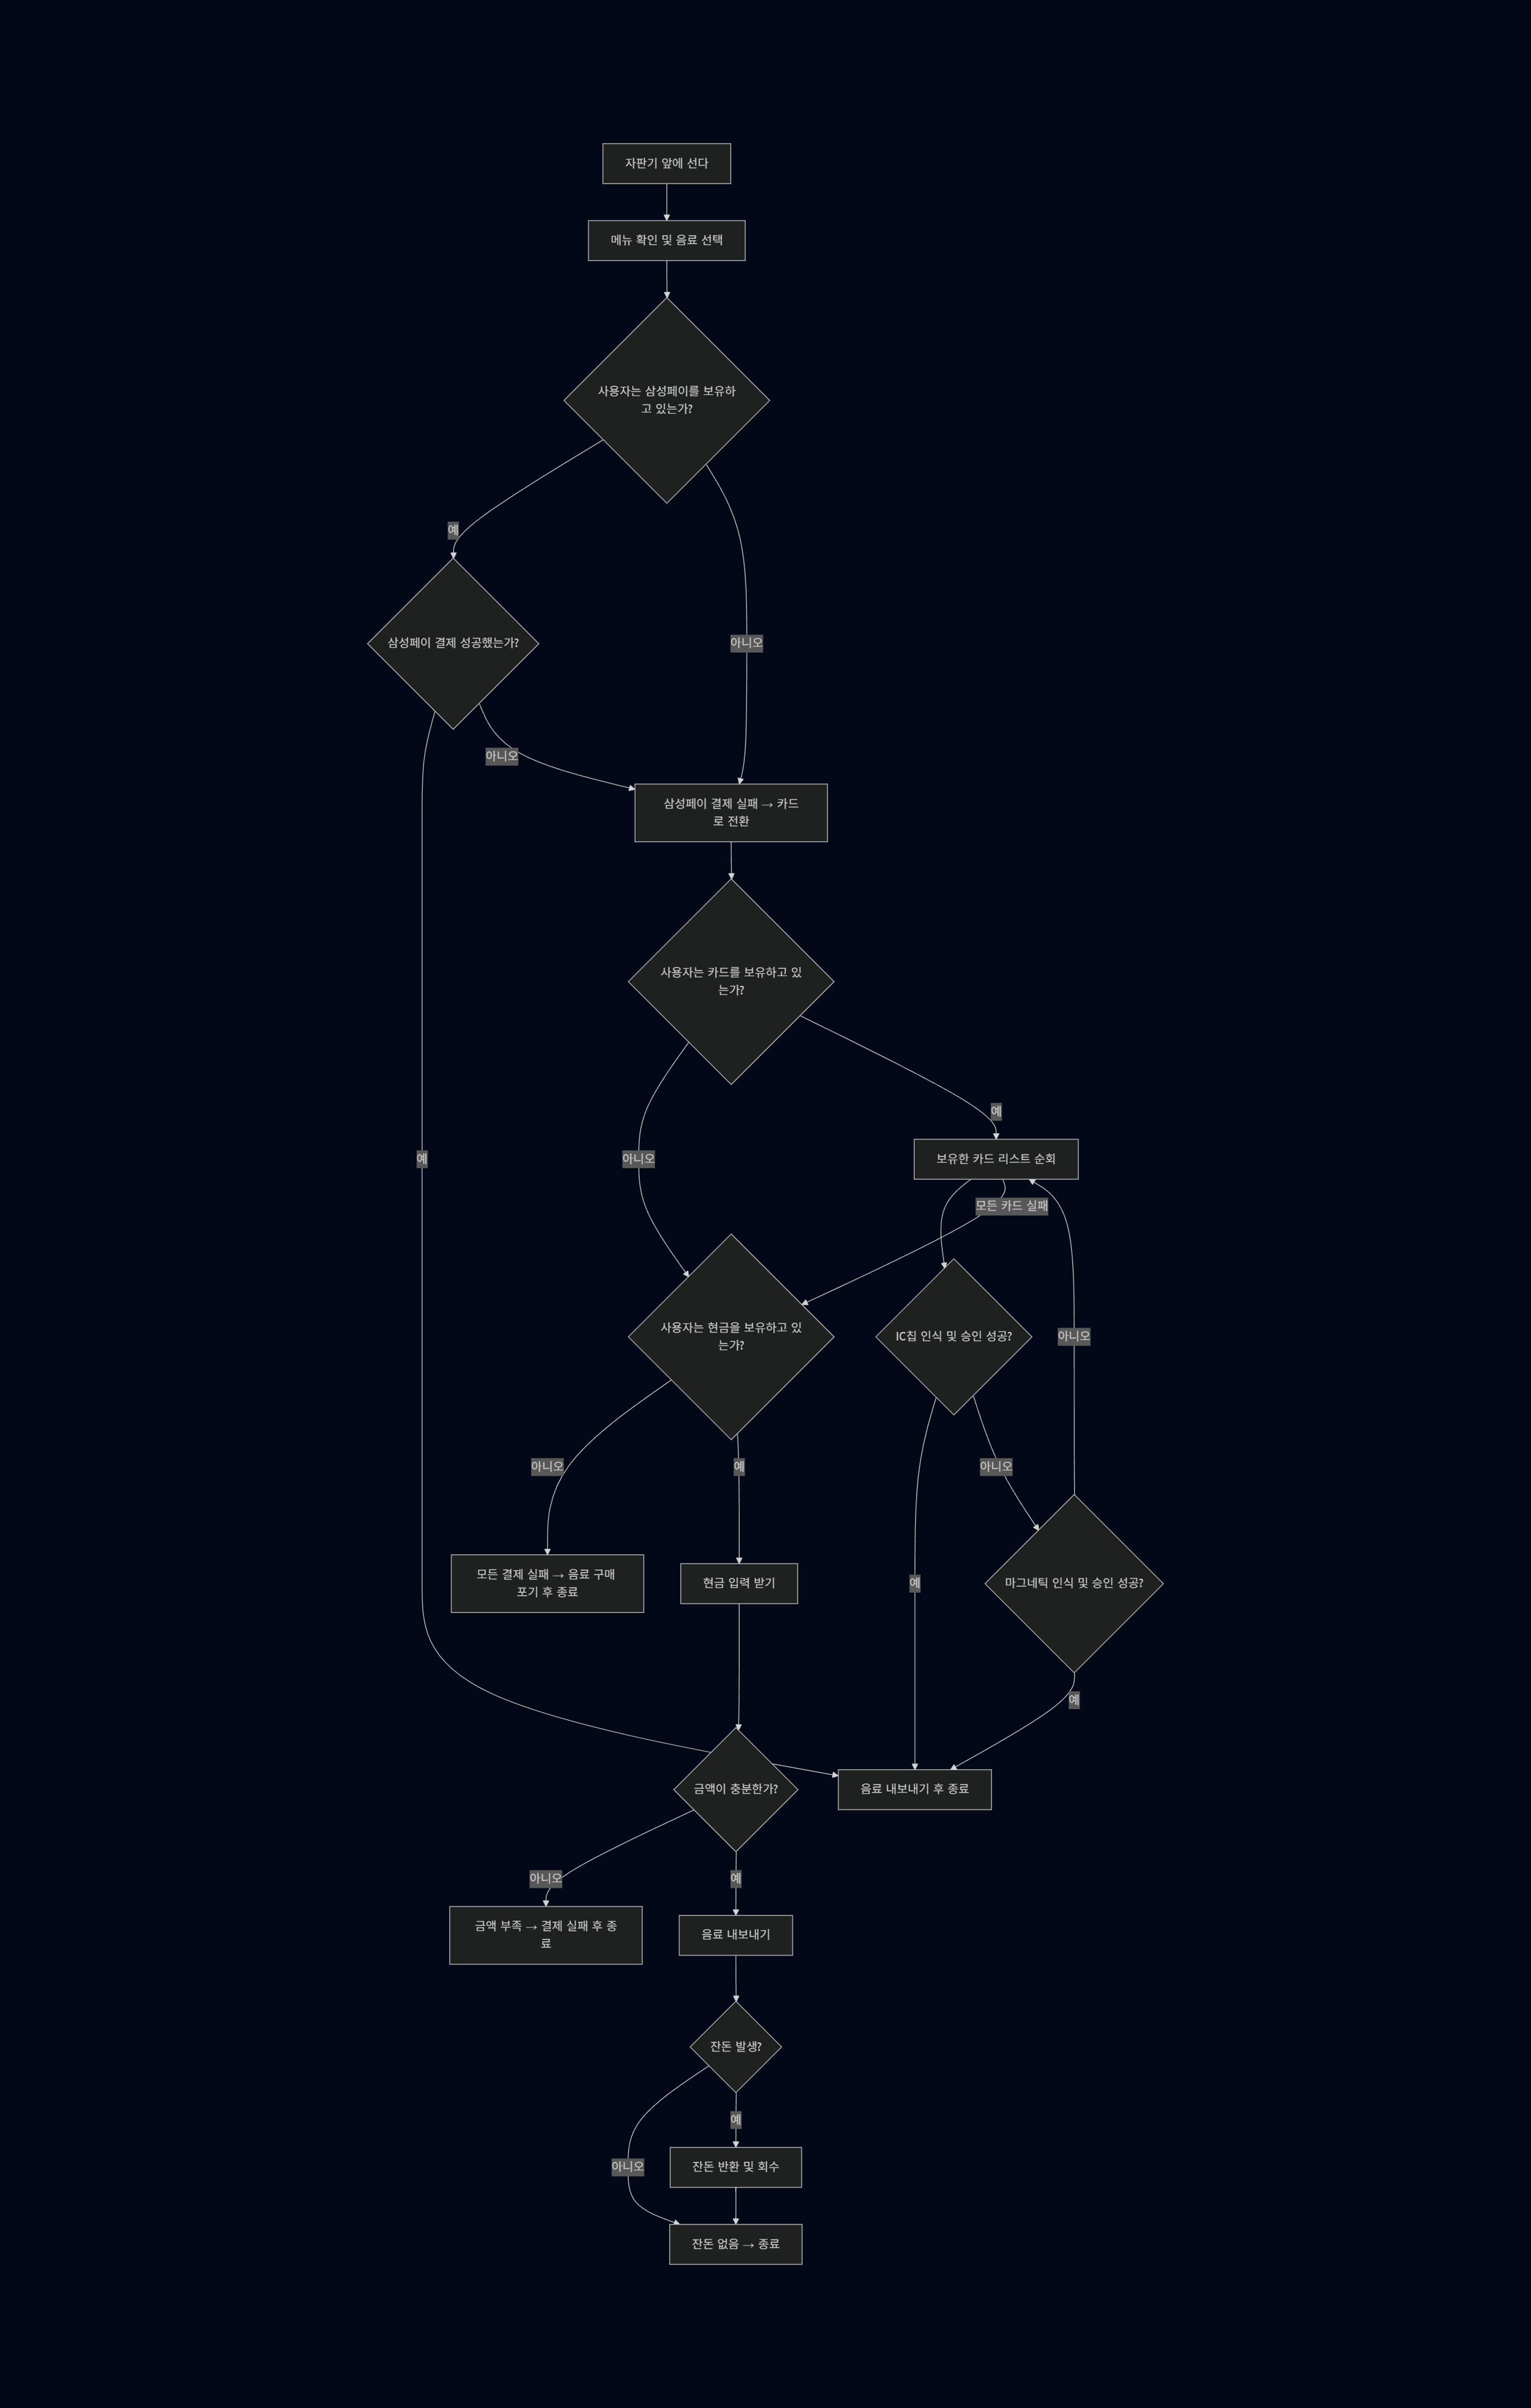 자판기 앞에 선다
메뉴 확인 및 음료 선택
사용자는 삼성페이를 보유하
고 있는가?
예
삼성페이 결제 성공했는가?
아니오
아니오
삼성페이 결제 실패 → 카드
로 전환
사용자는 카드를 보유하고 있
는가?
예
예
아니오
보유한 카드 리스트 순회
모든 카드 실패
사용자는 현금을 보유하고 있
는가?
IC칩 인식 및 승인 성공?
아니오
아니오
예
아니오
모든 결제 실패 → 음료 구매
포기 후 종료
현금 입력 받기
예
마그네틱 인식 및 승인 성공?
예
금액이 충분한가?
음료 내보내기 후 종료
아니오
예
금액 부족 → 결제 실패 후 종
료
음료 내보내기
잔돈 발생?
예
아니오
잔돈 반환 및 회수
잔돈 없음 → 종료